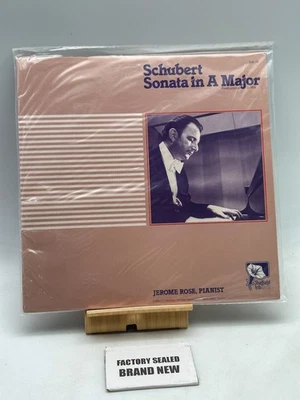 Schubert
Sonata in A Major
JEROME ROSE, PIANIST
FACTORY SEALED
BRAND NEW